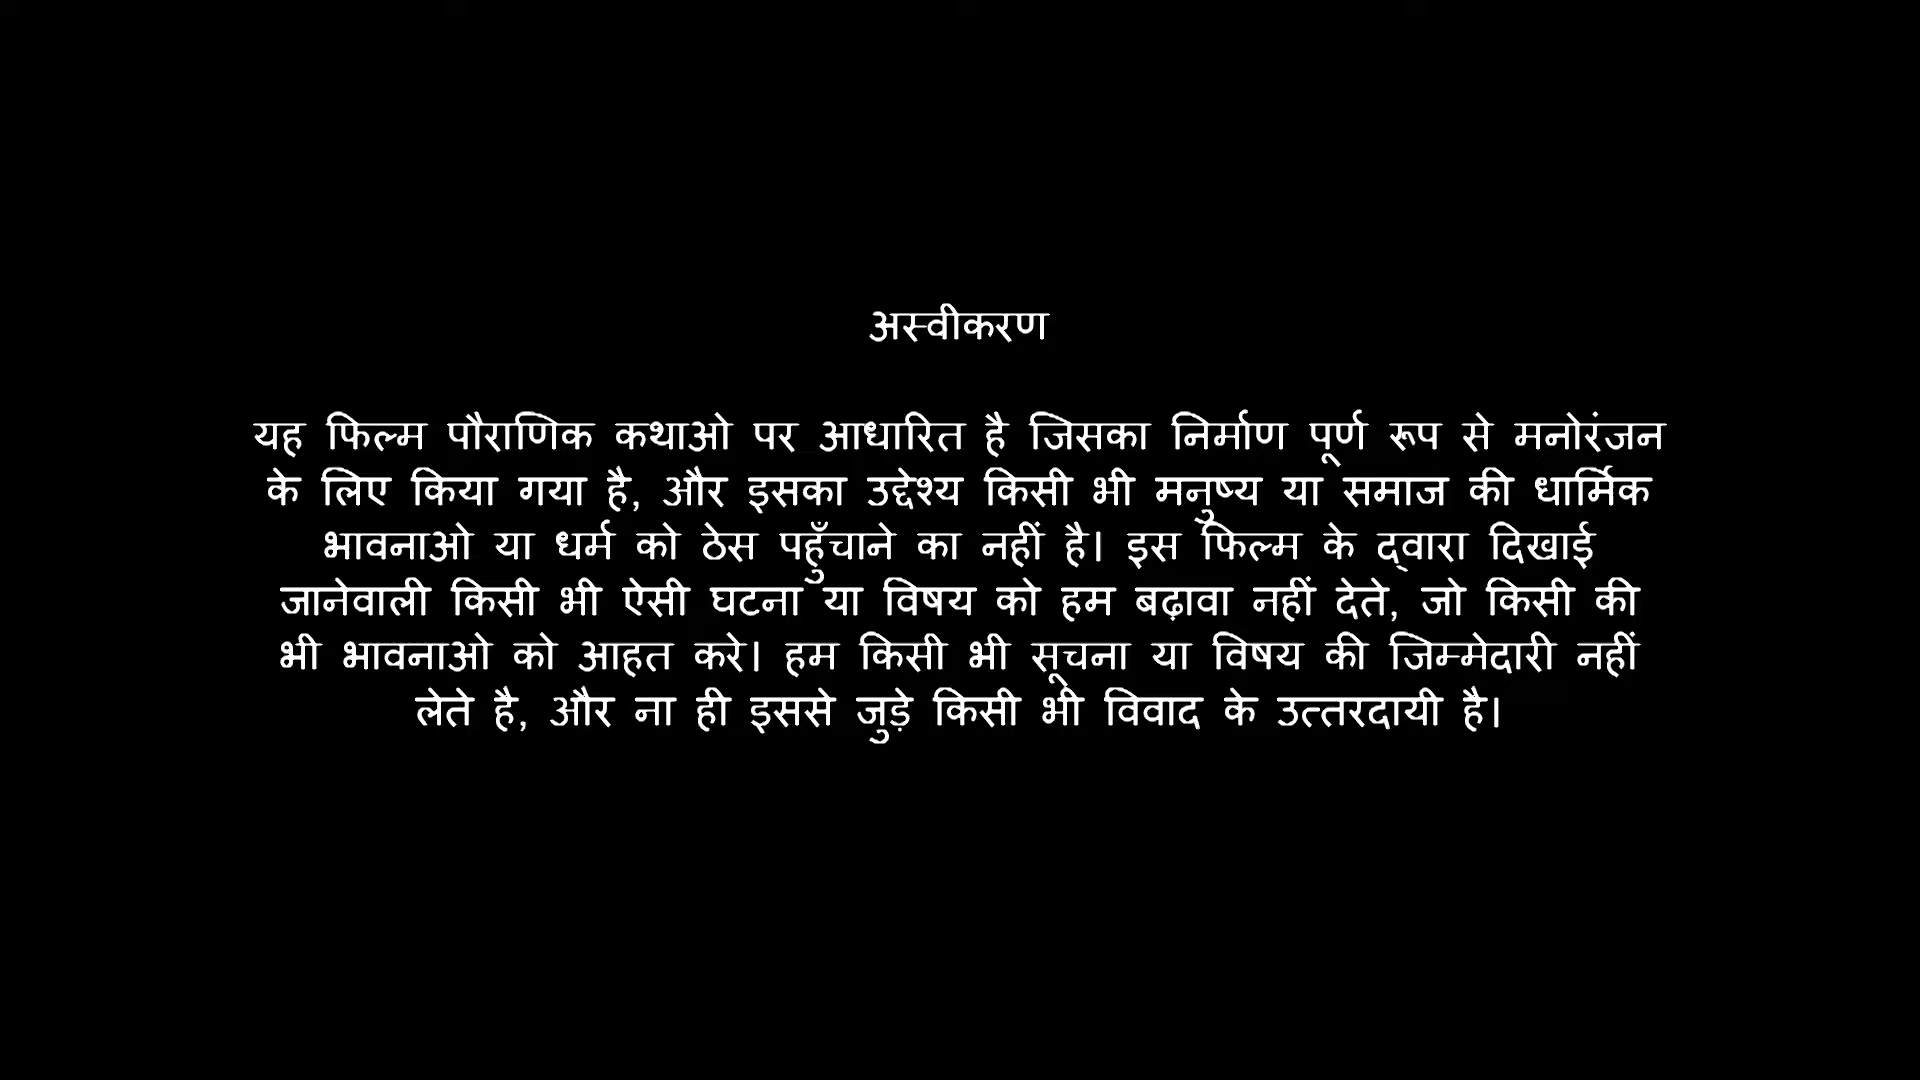 अस्वीकरण
यह फिल्म पौराणिक कथाओ पर आधारित है जिसका निर्माण पूर्ण रूप से मनोरंजन
के लिए किया गया है, और इसका उद्देश्य किसी भी मनुष्य या समाज की धार्मिक
भावनाओ या धर्म को ठेस पहुँचाने का नहीं है। इस फिल्म के द्वारा दिखाई
जानेवाली किसी भी ऐसी घटना या विषय को हम बढ़ावा नहीं देते, जो किसी की
भी भावनाओ को आहत करे। हम किसी भी सूचना या विषय की जिम्मेदारी नहीं
लेते है, और ना ही इससे जुड़े किसी भी विवाद के उत्तरदायी है।